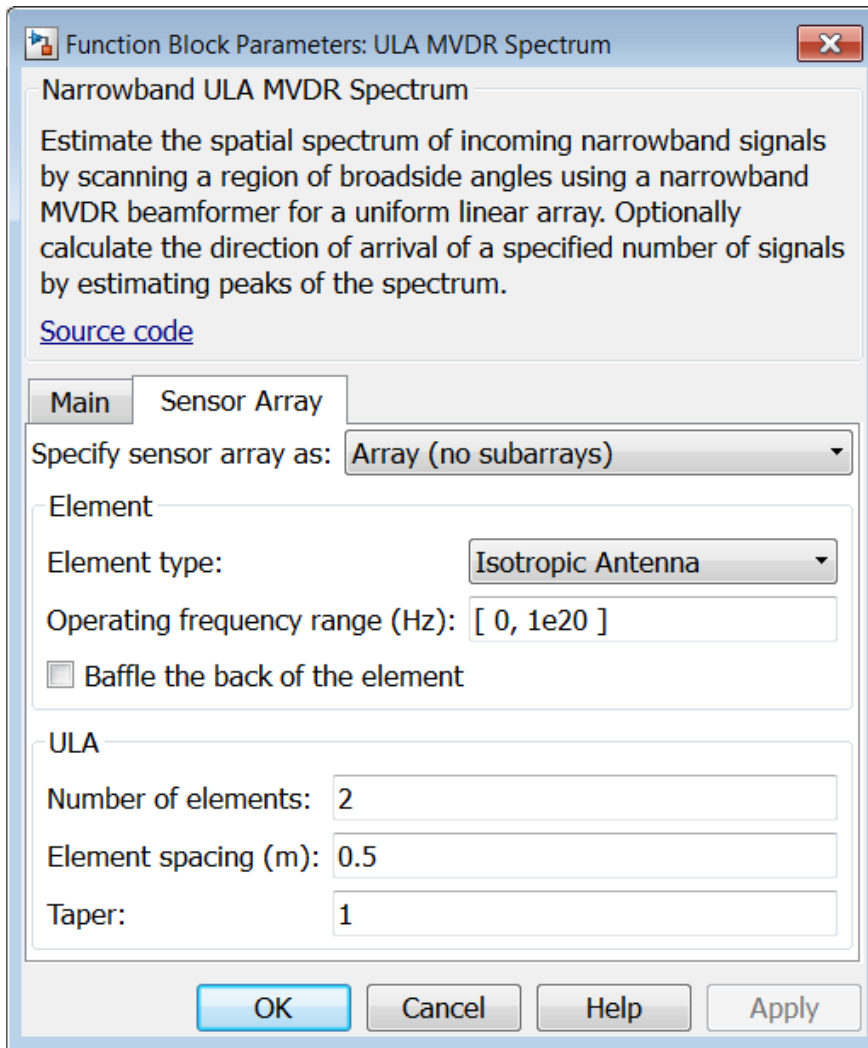 Function Block Parameters: ULA MVDR Spectrum
Narrowband ULA MVDR Spectrum
Estimate the spatial spectrum of incoming narrowband signals
by scanning a region of broadside angles using a narrowband
MVDR beamformer for a uniform linear array. Optionally
calculate the direction of arrival of a specified number of signals
by estimating peaks of the spectrum.
Source code
Main Sensor Array
Specify sensor array as: Array (no subarrays)
Element
Element type: Isotropic Antenna
Operating frequency range (Hz): [ 0, 1e20 ]
Baffle the back of the element
ULA
Number of elements: 2
Element spacing (m): 0.5
Taper: 1
OK Cancel Help Apply